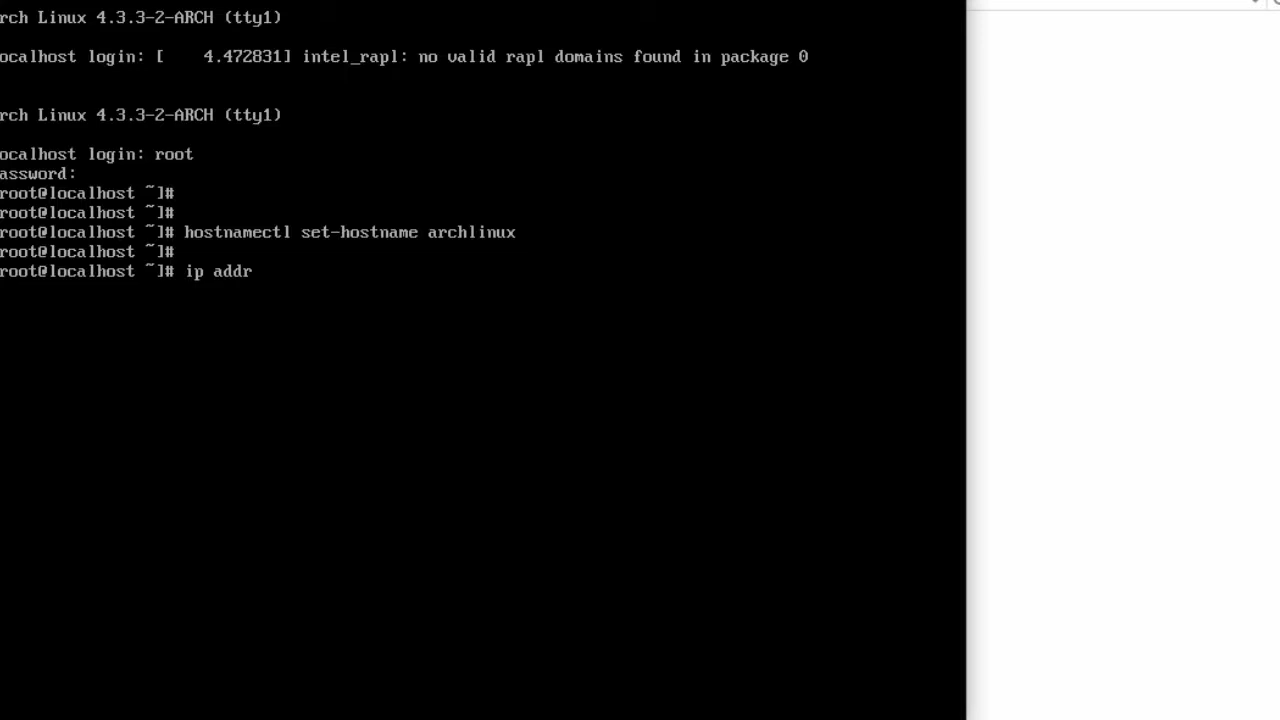 rch Linux 4.3.3-2-ARCH (tty1)
ocalhost login: [    4.472831] intel_rapl: no valid rapl domains found in package 0
rch Linux 4.3.3-2-ARCH (tty1)
ocalhost login: root
assword:
root@localhost ~]#
root@localhost ~]#
root@localhost ~]# hostnamectl set-hostname archlinux
root@localhost ~]#
root@localhost ~]# ip addr